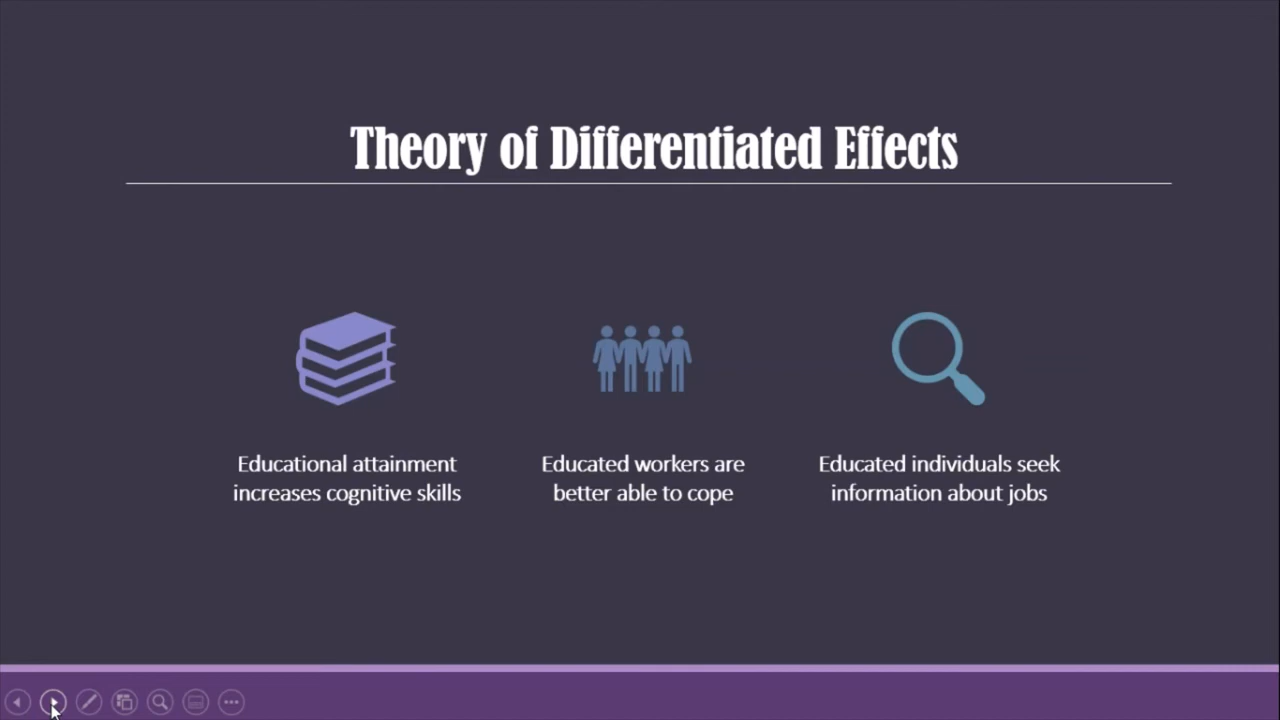 Theory of Differentiated Effects
Educational attainment
increases cognitive skills
Educated workers are
better able to cope
Educated individuals seek
information about jobs